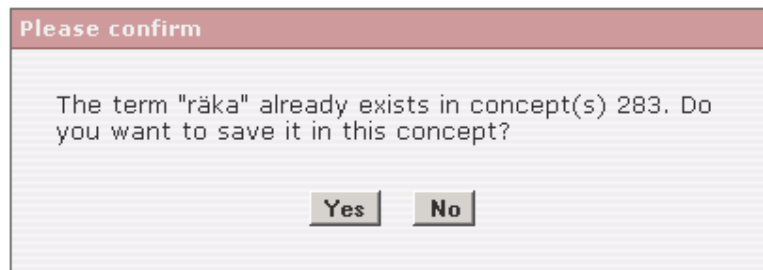 Please confirm
The term "räka" already exists in concept(s) 283. Do
you want to save it in this concept?
Yes No